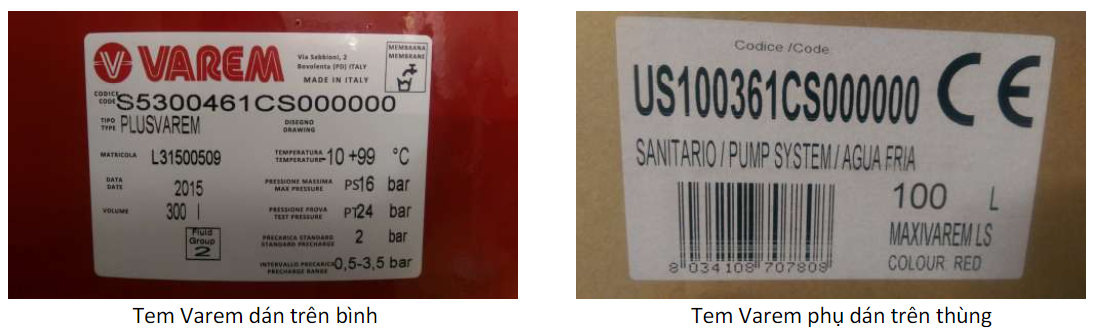 VAREM
Via Sabbioni, 2
Bovolenta (PD) ITALY
MADE IN ITALY
MEMBRANA
MEMBRANE
CODICE
CODE S5300461CS000000
TIPO
TYPE PLUSVAREM
DISEGNO
DRAWING
MATRICOLA L31500509
TEMPERATURA
TEMPERATURE -10 +99 °C
DATA
DATE 2015
PRESSIONE MASSIMA
MAX PRESSURE PS16 bar
VOLUME 300 l
PRESSIONE PROVA
TEST PRESSURE PT24 bar
Fluid
Group
2
PRECARICA STANDARD
STANDARD PRECHARGE 2 bar
INTERVALLO PRECARICA
PRECHARGE RANGE 0,5-3,5 bar
Tem Varem dán trên bình
Codice /Code
US100361CS000000 CE
SANITARIO / PUMP SYSTEM / AGUA FRIA
100 L
MAXIVAREM LS
COLOUR RED
8 034108 707808
Tem Varem phụ dán trên thùng